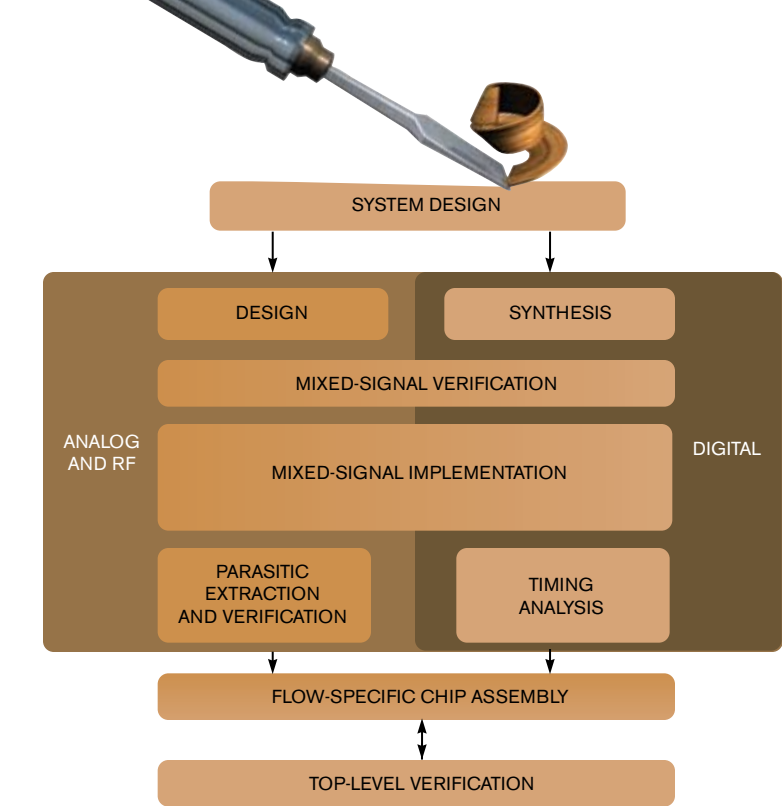 SYSTEM DESIGN
DESIGN
SYNTHESIS
MIXED-SIGNAL VERIFICATION
ANALOG
AND RF
DIGITAL
MIXED-SIGNAL IMPLEMENTATION
PARASITIC
EXTRACTION
AND VERIFICATION
TIMING
ANALYSIS
FLOW-SPECIFIC CHIP ASSEMBLY
TOP-LEVEL VERIFICATION